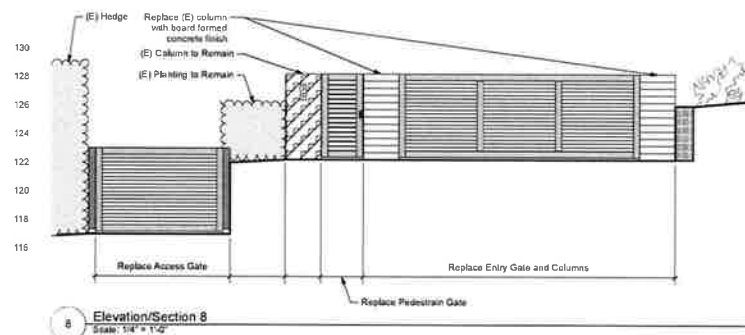 (E) Hedge
Replace (E) column
with board formed
concrete finish
(E) Column to Remain
(E) Planting to Remain
130
128
126
124
122
120
118
116
Replace Access Gate
Replace Entry Gate and Columns
Replace Pedestrain Gate
8
Elevation/Section 8
Scale: 1/4" = 1'-0"